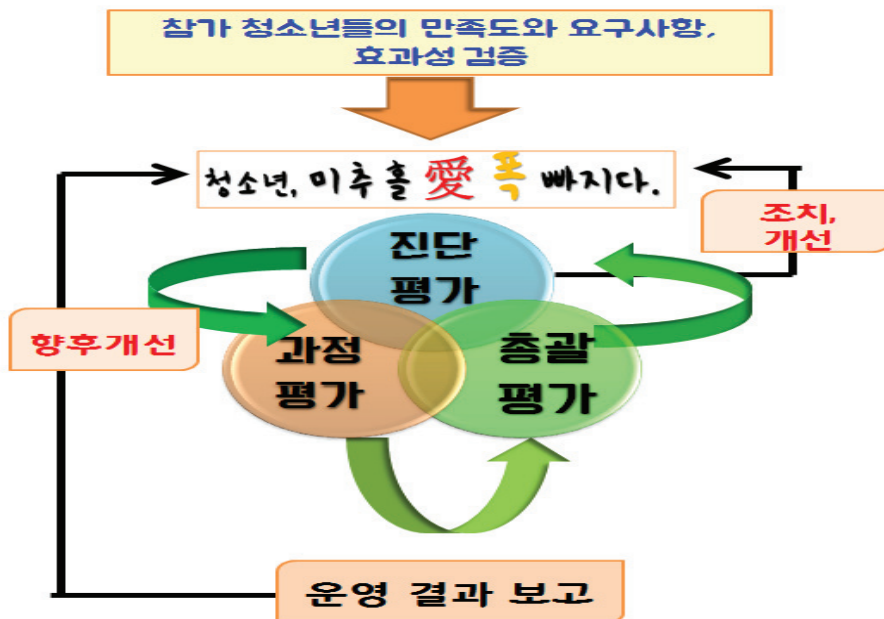 참가 청소년들의 만족도와 요구사항,
효과성 검증
청소년, 미추홀 愛 폭 빠지다.
조치,
개선
진단
평가
향후개선
과정
평가
총괄
평가
운영 결과 보고